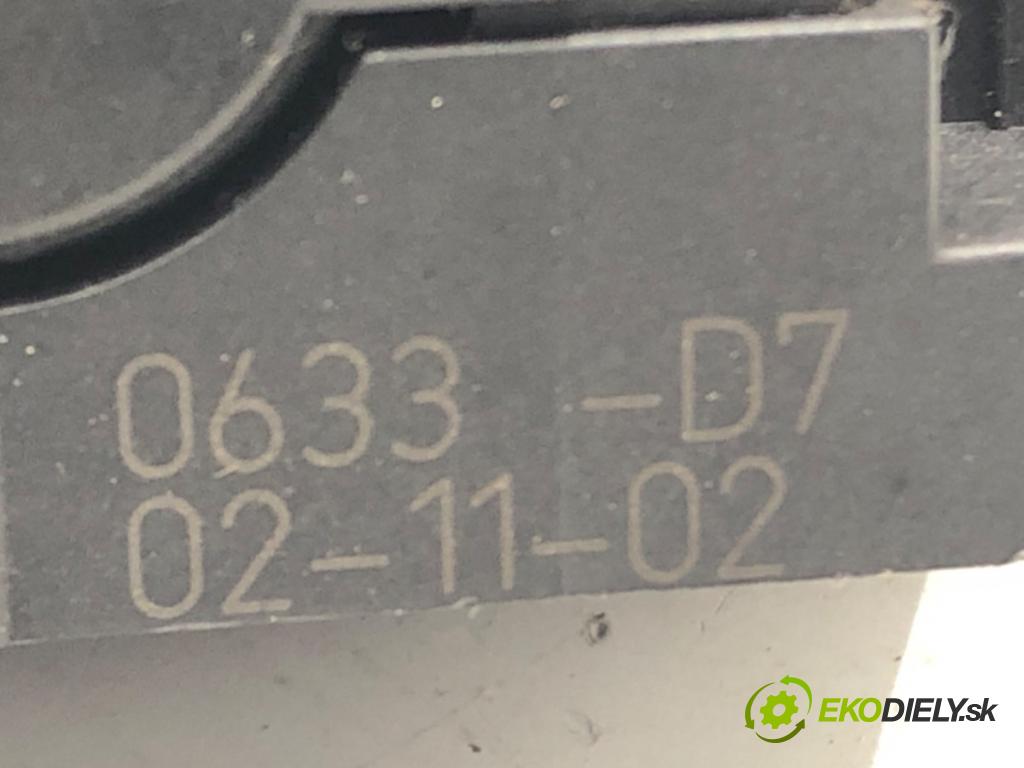 0633 -D7
02-11-02
EKODIELY.sk